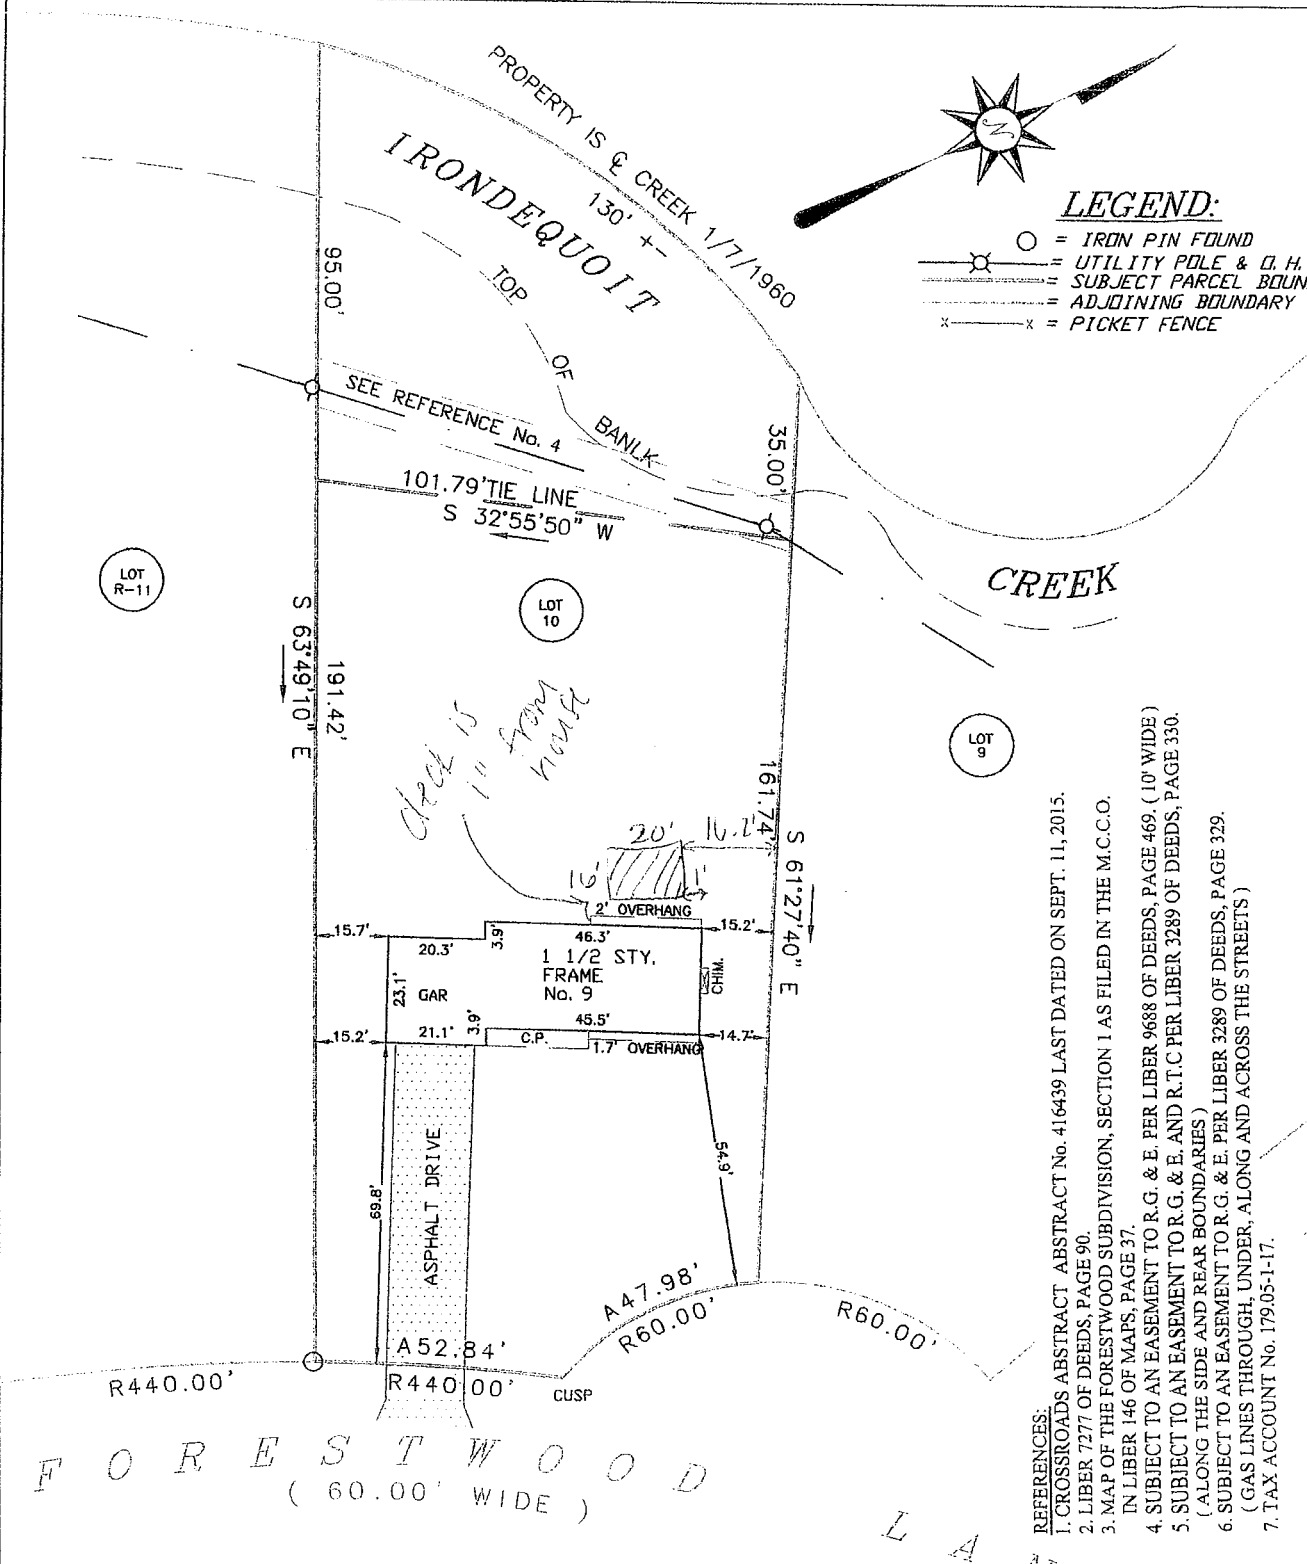 PROPERTY IS ℄ CREEK 1/7/1960
130' +-
IRONDEQUOIT
N
LEGEND:
= IRON PIN FOUND
= UTILITY POLE & O. H.
= SUBJECT PARCEL BOUN
= ADJOINING BOUNDARY
x x = PICKET FENCE
95.00'
TOP
OF
BANLK
SEE REFERENCE No. 4
35.00'
101.79' TIE LINE
S 32°55'50" W
CREEK
LOT
R-11
LOT
10
LOT
9
S 63°49'10" E
191.42'
deck is
1" from
house
161.74'
S 61°27'40" E
20'
16.2'
16'
1'
2' OVERHANG
15.7'
20.3'
3.9'
46.3'
15.2'
1 1/2 STY.
FRAME
No. 9
CHIM.
23.1'
GAR
15.2'
21.1'
3.9'
C.P.
45.5'
1.7' OVERHANG
14.7'
69.8'
ASPHALT DRIVE
54.9'
A52.84'
R440.00'
R440.00'
CUSP
A47.98'
R60.00'
R60.00'
FORESTWOOD
( 60.00' WIDE )
L A
REFERENCES:
1. CROSSROADS ABSTRACT ABSTRACT No. 416439 LAST DATED ON SEPT. 11, 2015.
2. LIBER 7277 OF DEEDS, PAGE 90.
3. MAP OF THE FORESTWOOD SUBDIVISION, SECTION 1 AS FILED IN THE M.C.C.O.
IN LIBER 146 OF MAPS, PAGE 37.
4. SUBJECT TO AN EASEMENT TO R.G. & E. PER LIBER 9688 OF DEEDS, PAGE 469. ( 10' WIDE )
5. SUBJECT TO AN EASEMENT TO R.G. & E. AND R.T.C PER LIBER 3289 OF DEEDS, PAGE 330.
( ALONG THE SIDE AND REAR BOUNDARIES )
6. SUBJECT TO AN EASEMENT TO R.G. & E. PER LIBER 3289 OF DEEDS, PAGE 329.
( GAS LINES THROUGH, UNDER, ALONG AND ACROSS THE STREETS )
7. TAX ACCOUNT No. 179.05-1-17.